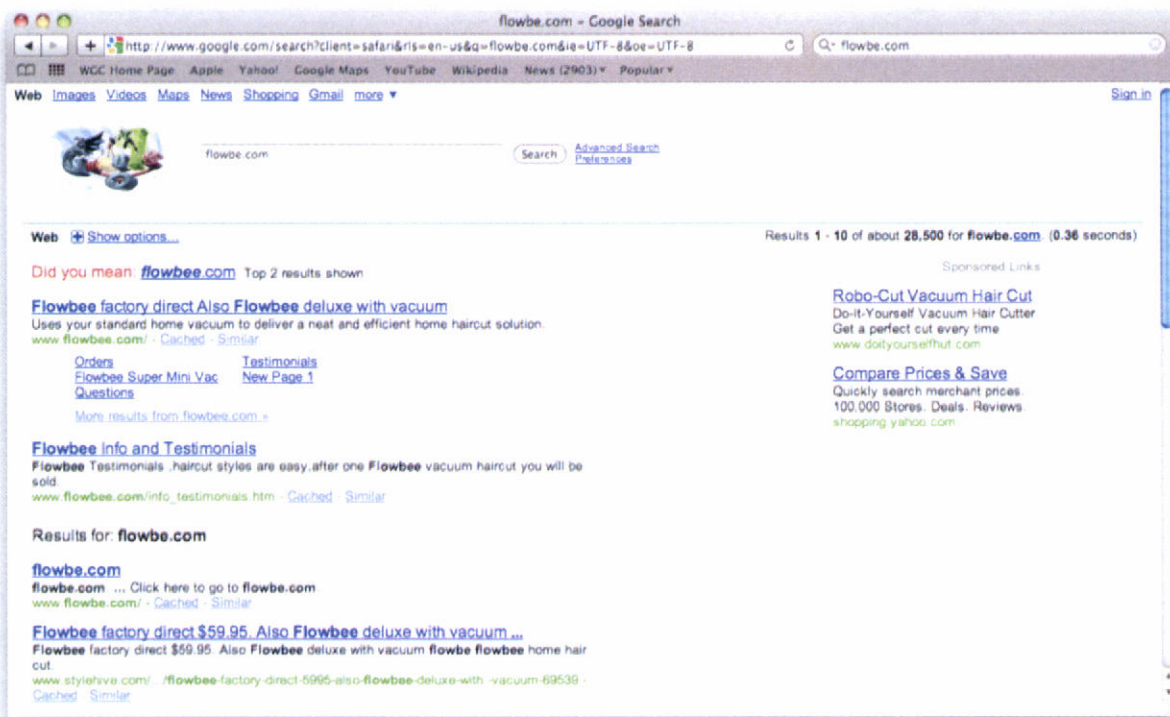 flowbe.com - Google Search
http://www.google.com/search?client=safari&rls=en-us&q=flowbe.com&ie=UTF-8&oe=UTF-8
flowbe.com
WGC Home Page Apple Yahoo! Google Maps YouTube Wikipedia News (2903) Popular
Web Images Videos Maps News Shopping Gmail more
Sign in
flowbe.com
Search
Advanced Search
Preferences
Web Show options...
Results 1 - 10 of about 28,500 for flowbe.com. (0.36 seconds)
Did you mean: flowbee.com Top 2 results shown
Flowbee factory direct Also Flowbee deluxe with vacuum
Uses your standard home vacuum to deliver a neat and efficient home haircut solution.
www.flowbee.com/ - Cached - Similar
Orders Testimonials
Flowbee Super Mini Vac New Page 1
Questions
More results from flowbee.com »
Flowbee Info and Testimonials
Flowbee Testimonials ,haircut styles are easy,after one Flowbee vacuum haircut you will be
sold.
www.flowbee.com/info_testimonials.htm - Cached - Similar
Results for: flowbe.com
flowbe.com
flowbe.com. ... Click here to go to flowbe.com
www.flowbe.com/ - Cached - Similar
Flowbee factory direct $59.95. Also Flowbee deluxe with vacuum ...
Flowbee factory direct $59.95. Also Flowbee deluxe with vacuum flowbe flowbee home hair
cut.
www.stylehive.com/.../flowbee-factory-direct-5995-also-flowbee-deluxe-with -vacuum-69539 -
Cached - Similar
Sponsored Links
Robo-Cut Vacuum Hair Cut
Do-It-Yourself Vacuum Hair Cutter
Get a perfect cut every time
www.doityourselfhut.com
Compare Prices & Save
Quickly search merchant prices.
100,000 Stores. Deals. Reviews.
shopping.yahoo.com